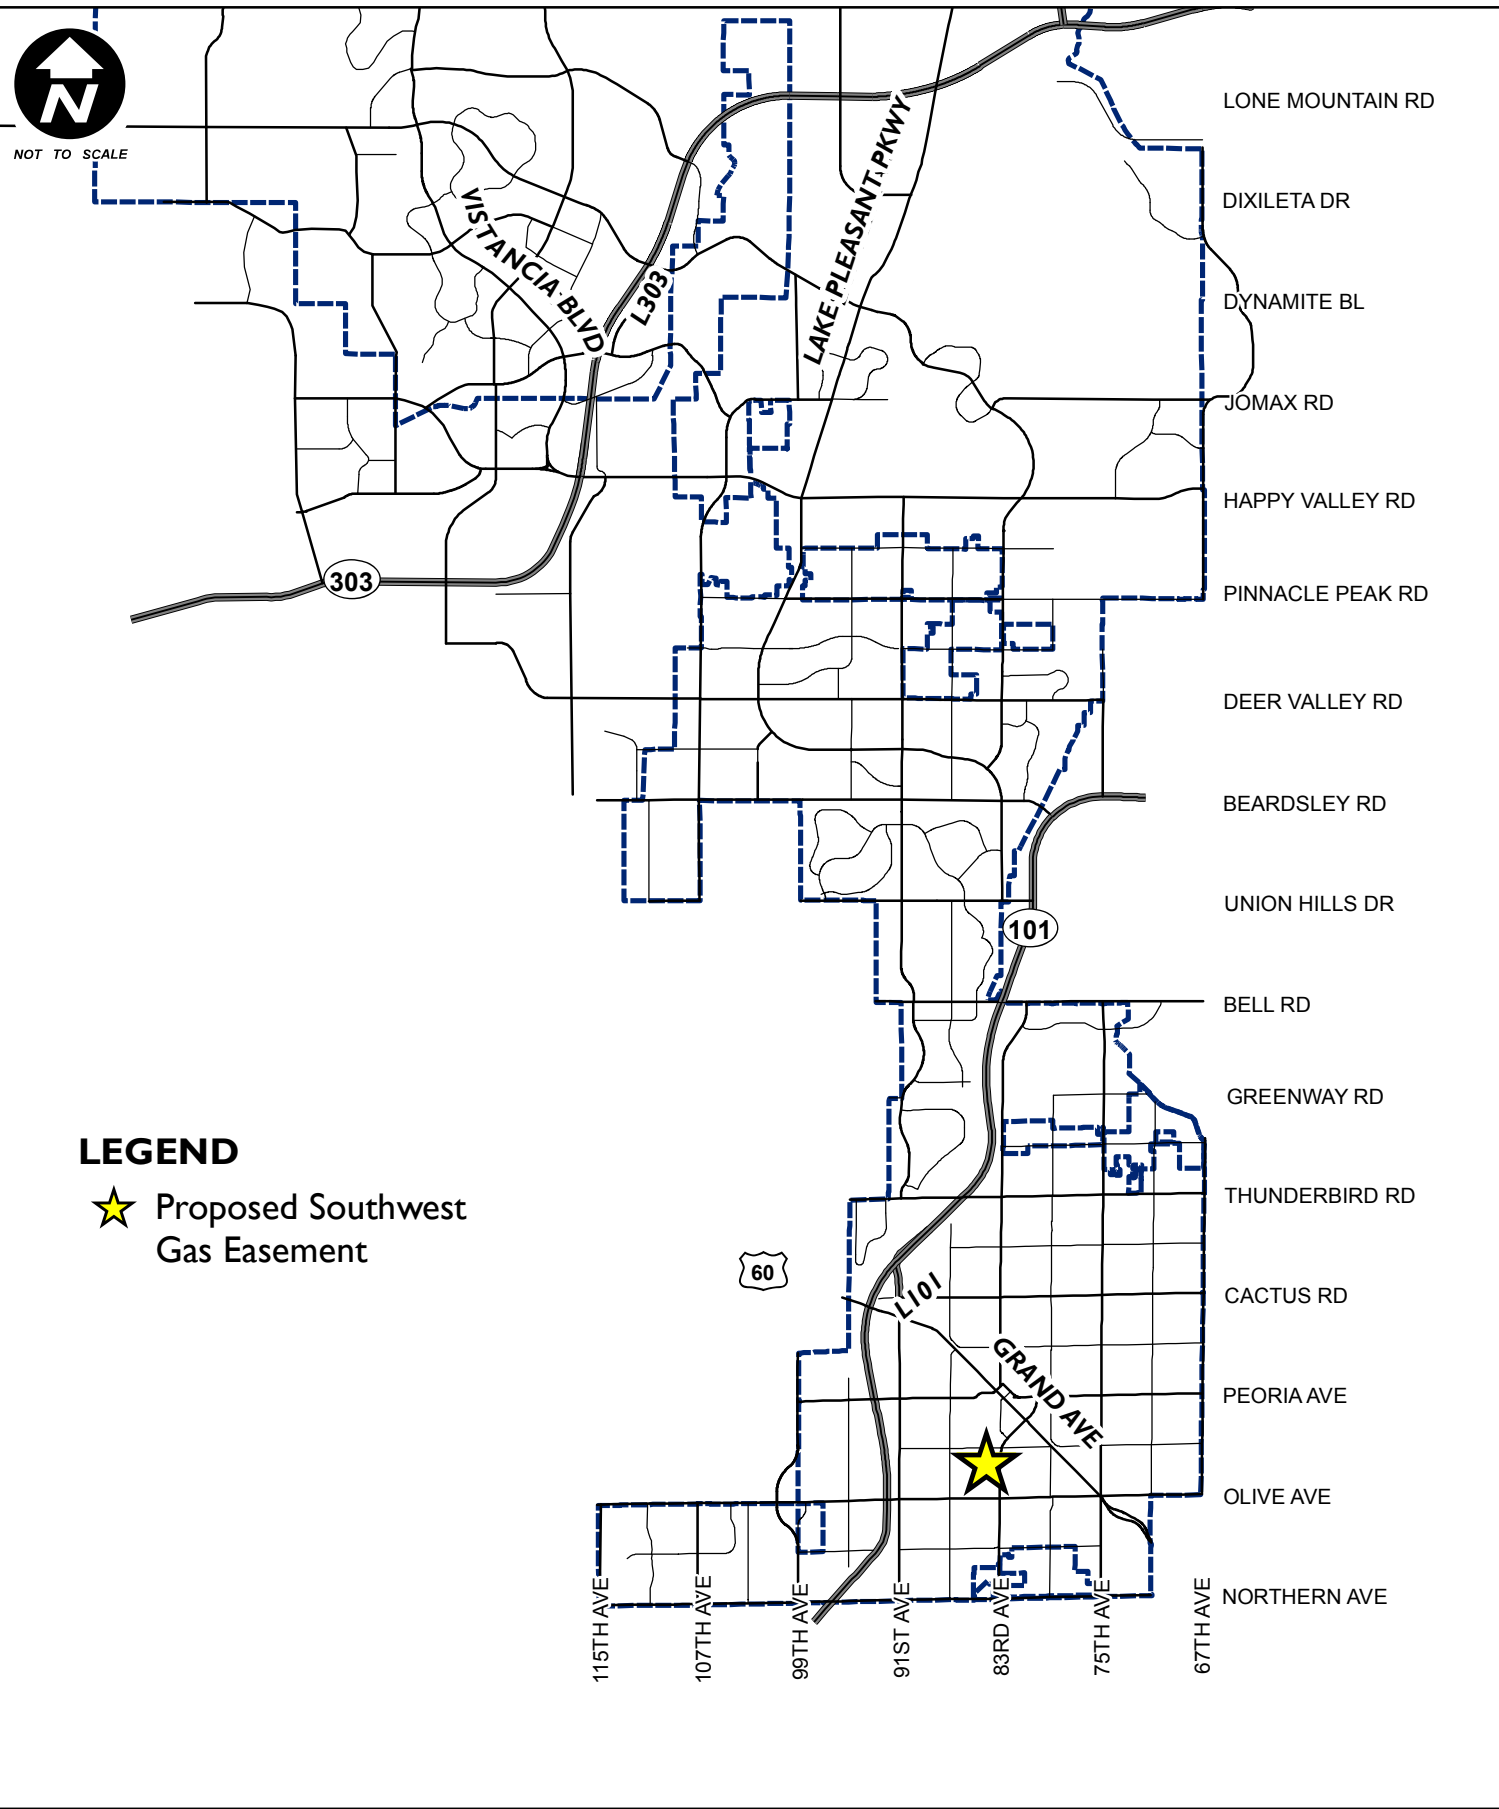 N
NOT TO SCALE
LONE MOUNTAIN RD
DIXILETA DR
DYNAMITE BL
JOMAX RD
HAPPY VALLEY RD
PINNACLE PEAK RD
DEER VALLEY RD
BEARDSLEY RD
UNION HILLS DR
BELL RD
GREENWAY RD
THUNDERBIRD RD
CACTUS RD
PEORIA AVE
OLIVE AVE
NORTHERN AVE
VISTANCIA BLVD
L303
LAKE PLEASANT PKWY
303
101
LEGEND
Proposed Southwest
Gas Easement
60
L101
GRAND AVE
115TH AVE
107TH AVE
99TH AVE
91ST AVE
83RD AVE
75TH AVE
67TH AVE